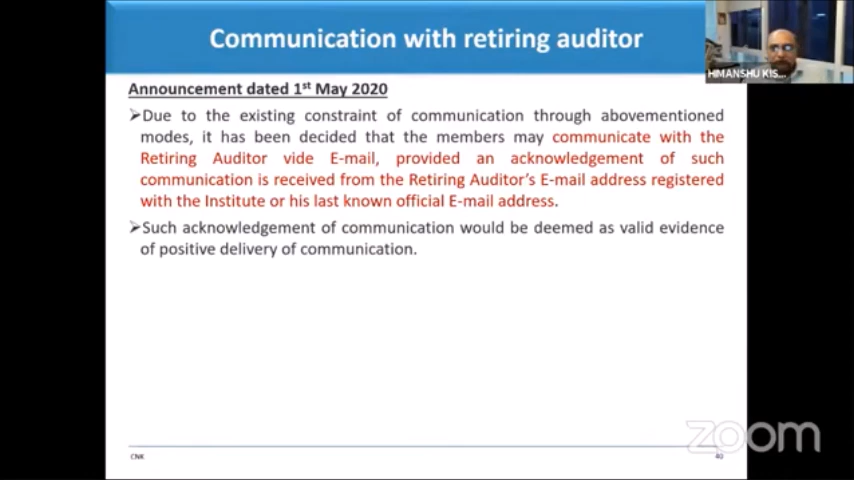 Communication with retiring auditor
HIMANSHU KIS...
Announcement dated 1st May 2020
➢Due to the existing constraint of communication through abovementioned
modes, it has been decided that the members may communicate with the
Retiring Auditor vide E-mail, provided an acknowledgement of such
communication is received from the Retiring Auditor's E-mail address registered
with the Institute or his last known official E-mail address.
➢Such acknowledgement of communication would be deemed as valid evidence
of positive delivery of communication.
zoom
CNK
40